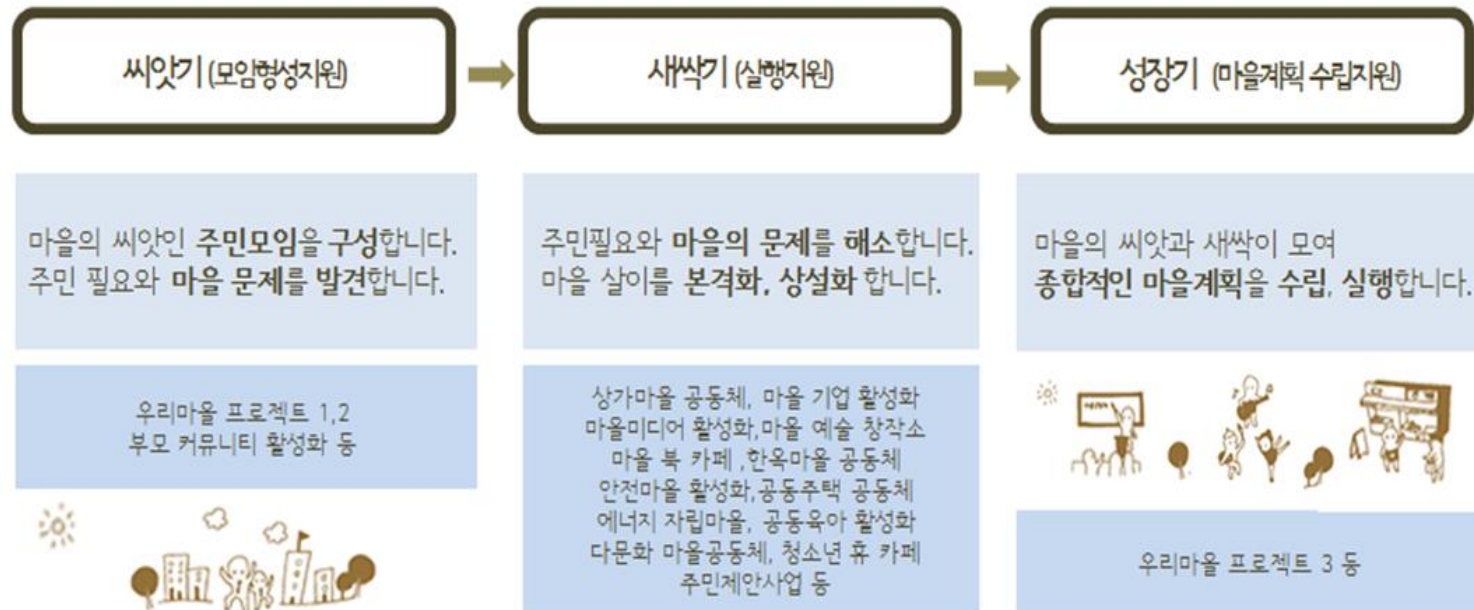 씨앗기 (모임형성지원)
새싹기 (실행지원)
성장기 (마을계획 수립지원)
마을의 씨앗인 주민모임을 구성합니다.
주민 필요와 마을 문제를 발견합니다.
주민필요와 마을의 문제를 해소합니다.
마을 살이를 본격화, 상설화 합니다.
마을의 씨앗과 새싹이 모여
종합적인 마을계획을 수립, 실행합니다.
우리마을 프로젝트 1,2
부모 커뮤니티 활성화 등
상가마을 공동체, 마을 기업 활성화
마을미디어 활성화,마을 예술 창작소
마을 북 카페 ,한옥마을 공동체
안전마을 활성화,공동주택 공동체
에너지 자립마을, 공동육아 활성화
다문화 마을공동체, 청소년 휴 카페
주민제안사업 등
우리마을 프로젝트 3 등